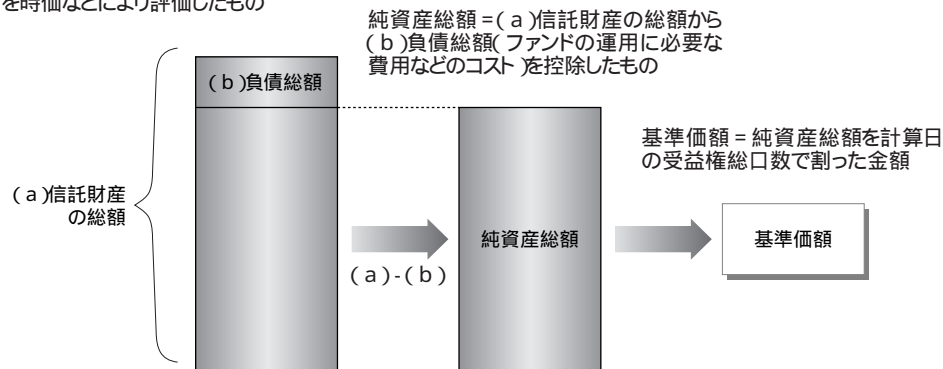 を時価などにより評価したもの
純資産総額=(a)信託財産の総額から
(b)負債総額(ファンドの運用に必要な
費用などのコスト)を控除したもの
(b)負債総額
基準価額=純資産総額を計算日
の受益権総口数で割った金額
(a)信託財産
の総額
純資産総額
基準価額
(a)-(b)